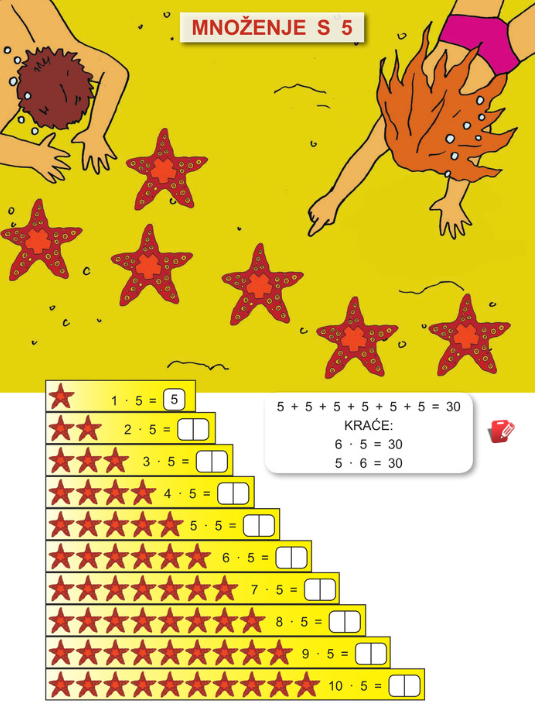 MNOŽENJE S 5
1 · 5 = 5
2 · 5 =
3 · 5 =
4 · 5 =
5 · 5 =
6 · 5 =
7 · 5 =
8 · 5 =
9 · 5 =
10 · 5 =
5 + 5 + 5 + 5 + 5 + 5 = 30
KRAĆE:
6 · 5 = 30
5 · 6 = 30